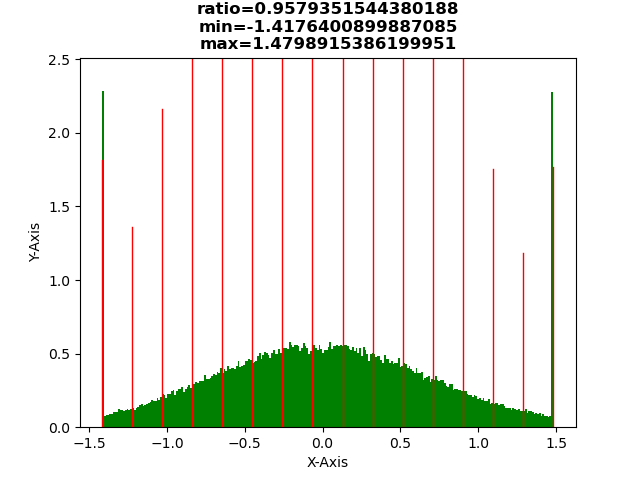 ratio=0.9579351544380188
min=-1.4176400899887085
max=1.4798915386199951
2.5
2.0
1.5
1.0
0.5
0.0
Y-Axis
−1.5 −1.0 −0.5 0.0 0.5 1.0 1.5
X-Axis